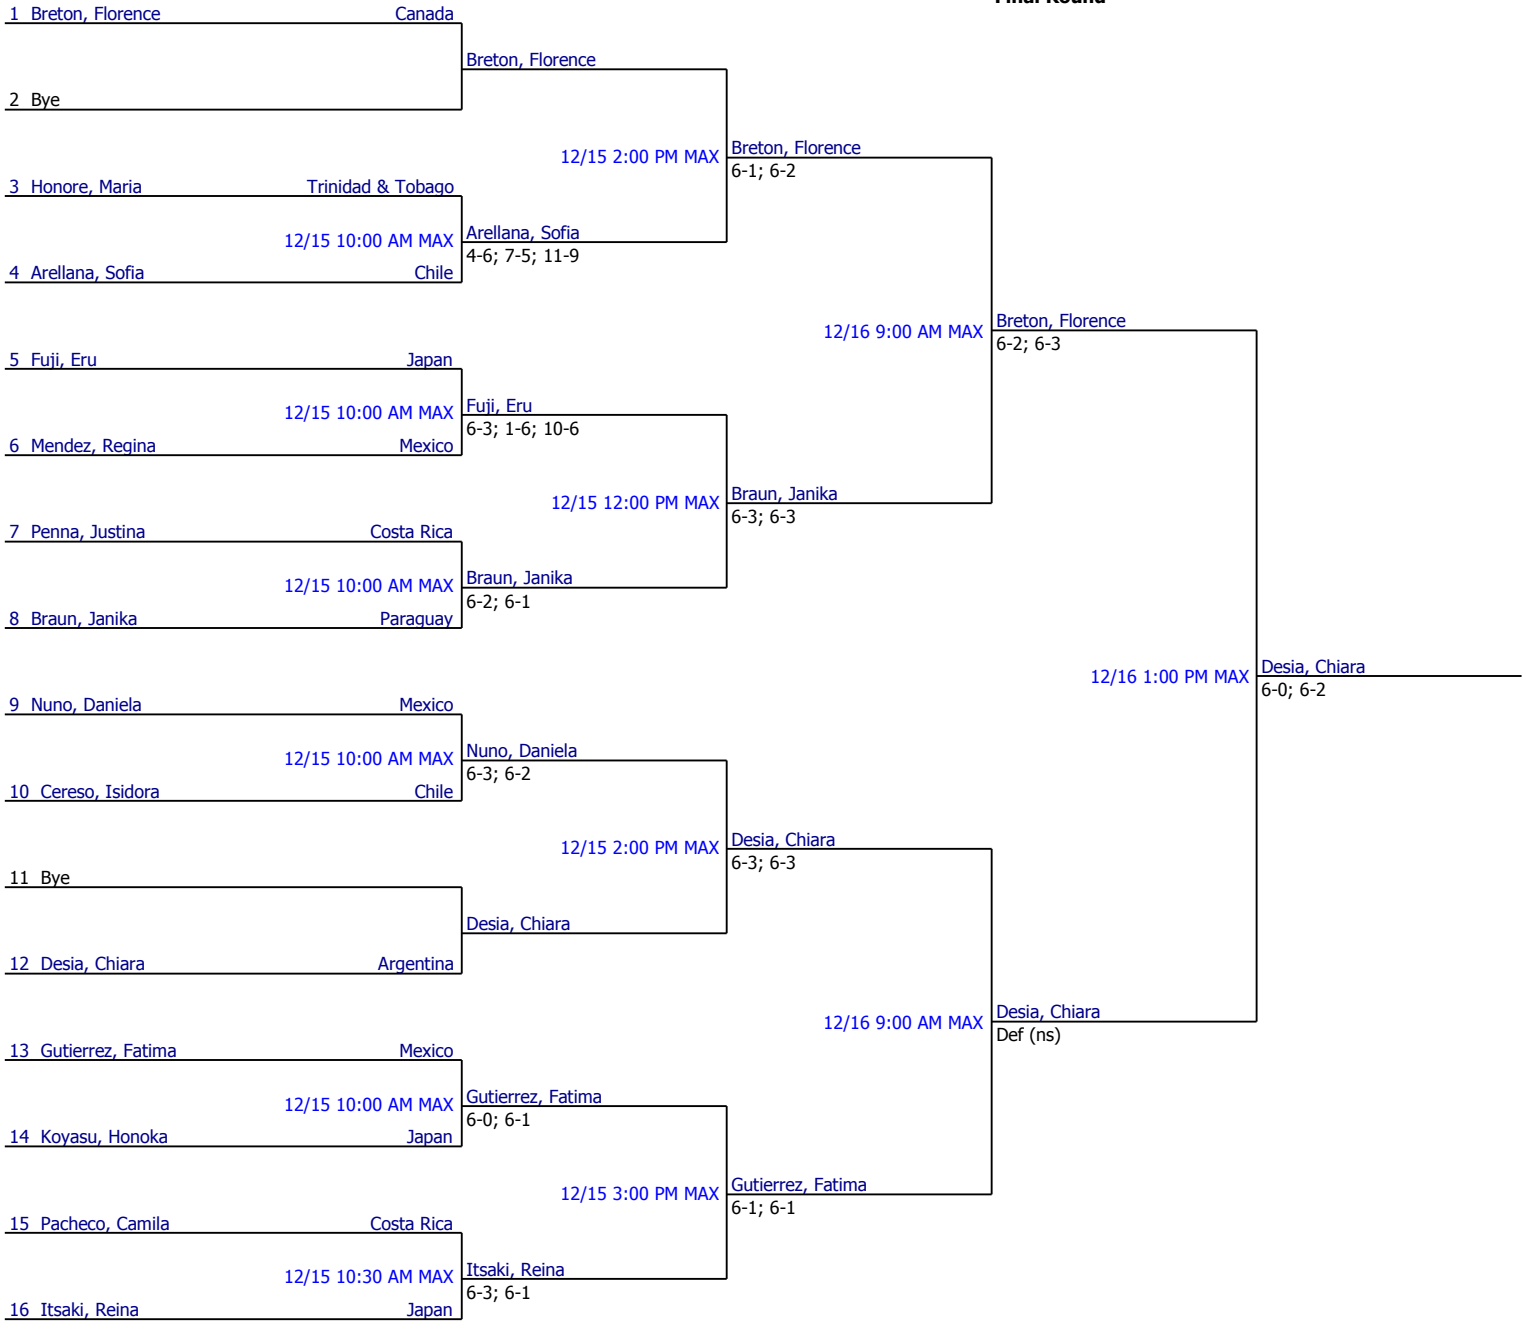 Final Round
1 Breton, Florence Canada
Breton, Florence
2 Bye
12/15 2:00 PM MAX Breton, Florence
6-1; 6-2
3 Honore, Maria Trinidad & Tobago
12/15 10:00 AM MAX Arellana, Sofia
4-6; 7-5; 11-9
4 Arellana, Sofia Chile
12/16 9:00 AM MAX Breton, Florence
6-2; 6-3
5 Fuji, Eru Japan
12/15 10:00 AM MAX Fuji, Eru
6-3; 1-6; 10-6
6 Mendez, Regina Mexico
12/15 12:00 PM MAX Braun, Janika
6-3; 6-3
7 Penna, Justina Costa Rica
12/15 10:00 AM MAX Braun, Janika
6-2; 6-1
8 Braun, Janika Paraguay
12/16 1:00 PM MAX Desia, Chiara
6-0; 6-2
9 Nuno, Daniela Mexico
12/15 10:00 AM MAX Nuno, Daniela
6-3; 6-2
10 Cereso, Isidora Chile
12/15 2:00 PM MAX Desia, Chiara
6-3; 6-3
11 Bye
Desia, Chiara
12 Desia, Chiara Argentina
12/16 9:00 AM MAX Desia, Chiara
Def (ns)
13 Gutierrez, Fatima Mexico
12/15 10:00 AM MAX Gutierrez, Fatima
6-0; 6-1
14 Koyasu, Honoka Japan
12/15 3:00 PM MAX Gutierrez, Fatima
6-1; 6-1
15 Pacheco, Camila Costa Rica
12/15 10:30 AM MAX Itsaki, Reina
6-3; 6-1
16 Itsaki, Reina Japan